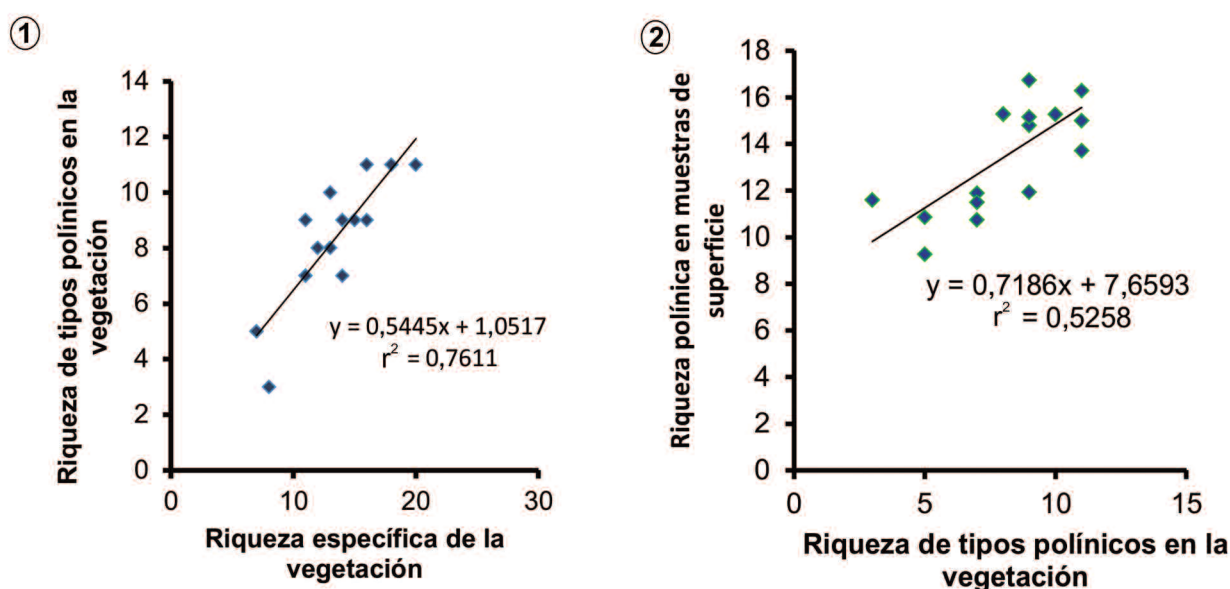 ①
Riqueza de tipos polínicos en la
vegetación
14
12
10
8
6
4
2
0
0 10 20 30
y = 0,5445x + 1,0517
r² = 0,7611
Riqueza específica de la
vegetación
②
Riqueza polínica en muestras de
superficie
18
16
14
12
10
8
6
4
2
0
0 5 10 15
y = 0,7186x + 7,6593
r² = 0,5258
Riqueza de tipos polínicos en la
vegetación